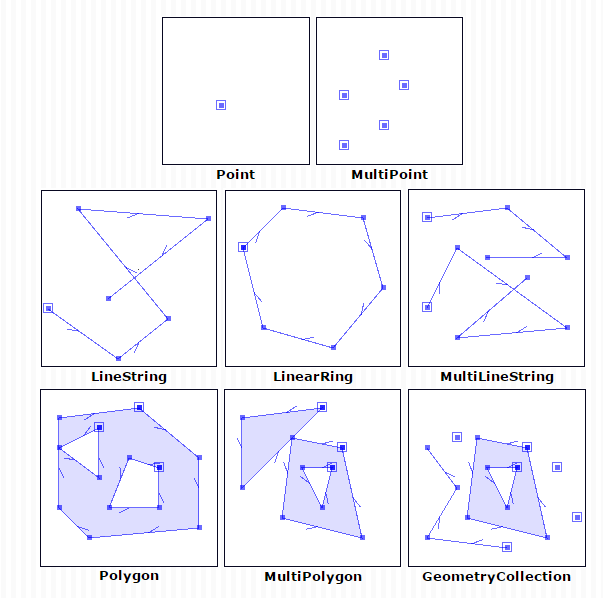 Point
MultiPoint
LineString
LinearRing
MultiLineString
Polygon
MultiPolygon
GeometryCollection